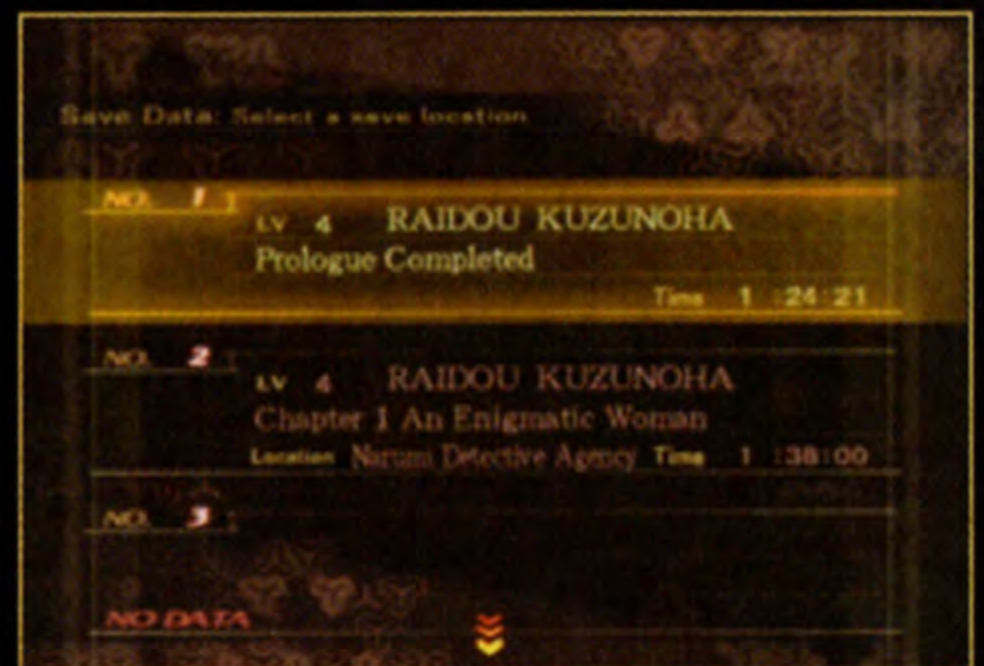 Save Data: Select a save location
NO. 1
LV 4 RAIDOU KUZUNOHA
Prologue Completed
Time 1 :24:21
NO. 2
LV 4 RAIDOU KUZUNOHA
Chapter 1 An Enigmatic Woman
Location Narumi Detective Agency Time 1 :38:00
NO. 3
NO DATA